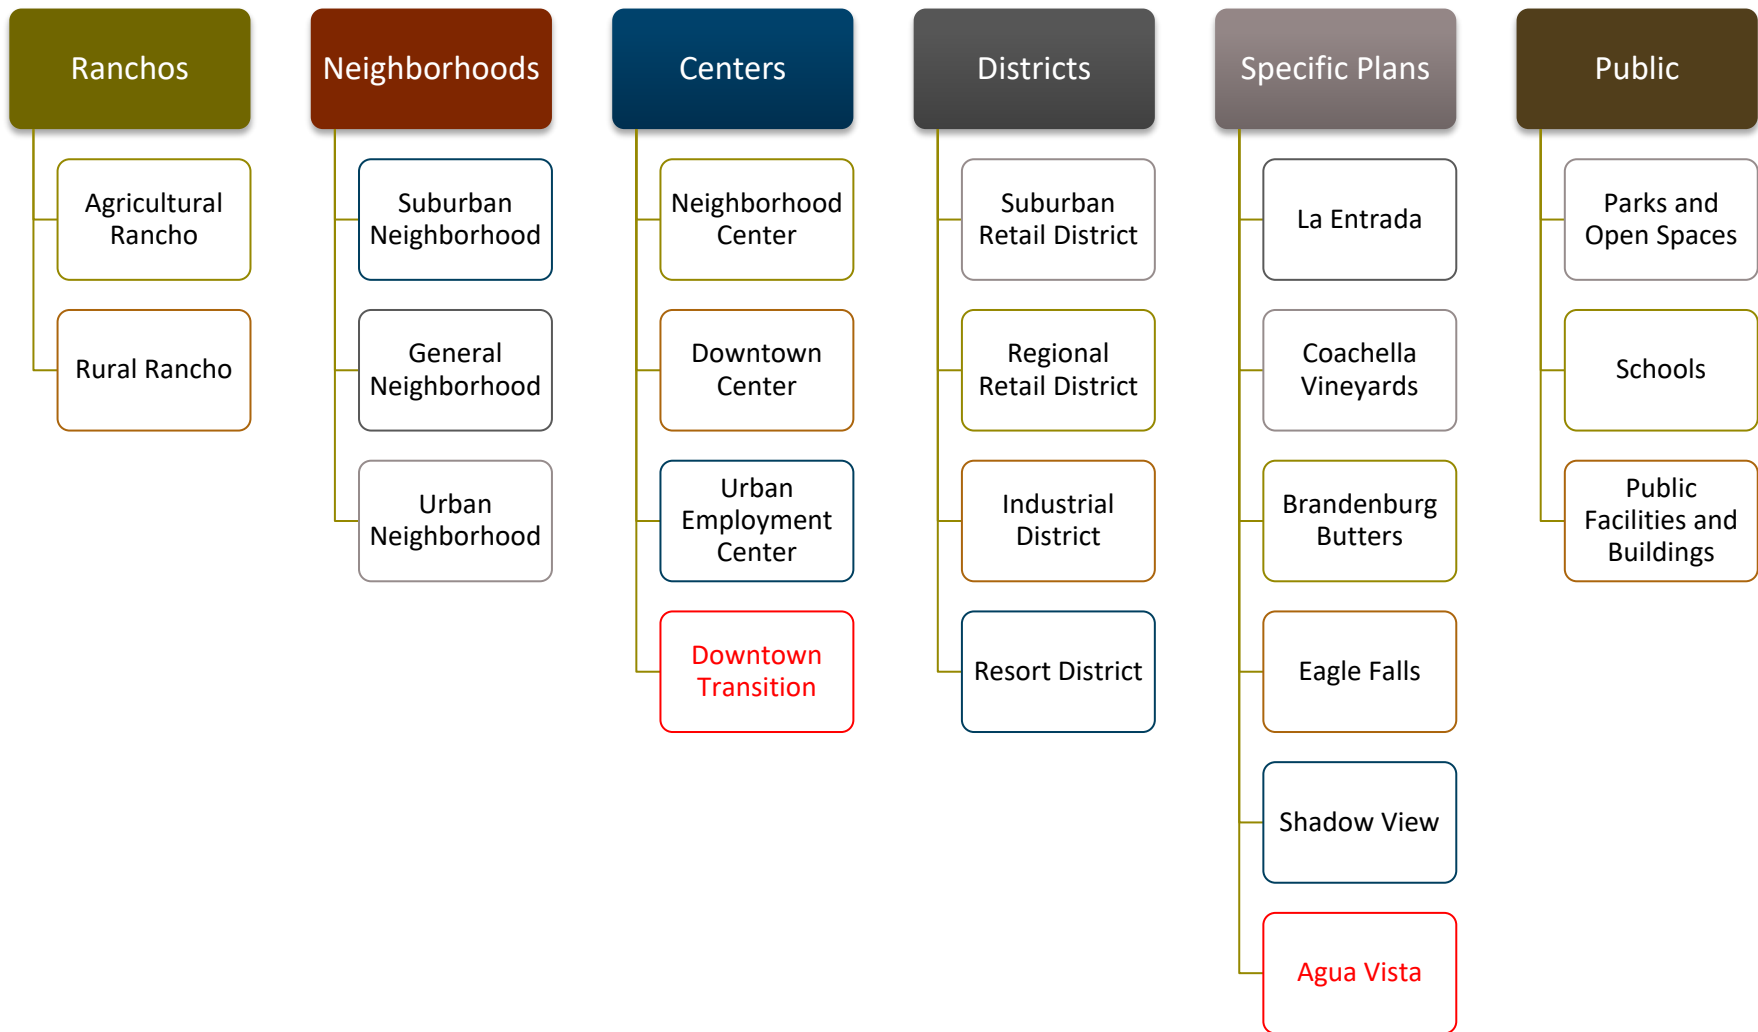 Ranchos
Agricultural
Rancho
Rural Rancho
Neighborhoods
Suburban
Neighborhood
General
Neighborhood
Urban
Neighborhood
Centers
Neighborhood
Center
Downtown
Center
Urban
Employment
Center
Downtown
Transition
Districts
Suburban
Retail District
Regional
Retail District
Industrial
District
Resort District
Specific Plans
La Entrada
Coachella
Vineyards
Brandenburg
Butters
Eagle Falls
Shadow View
Agua Vista
Public
Parks and
Open Spaces
Schools
Public
Facilities and
Buildings